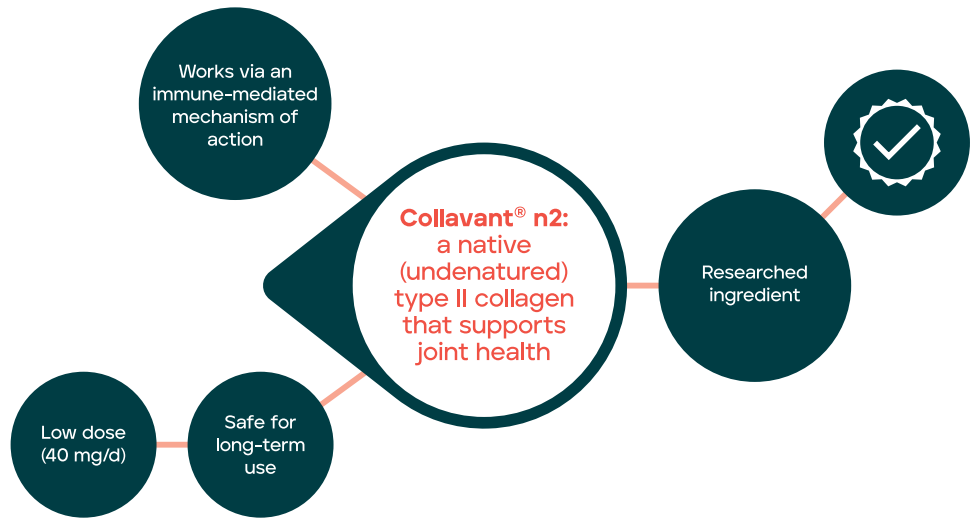 Works via an
immune-mediated
mechanism of
action
Collavant® n2:
a native
(undenatured)
type II collagen
that supports
joint health
Researched
ingredient
Low dose
(40 mg/d)
Safe for
long-term
use